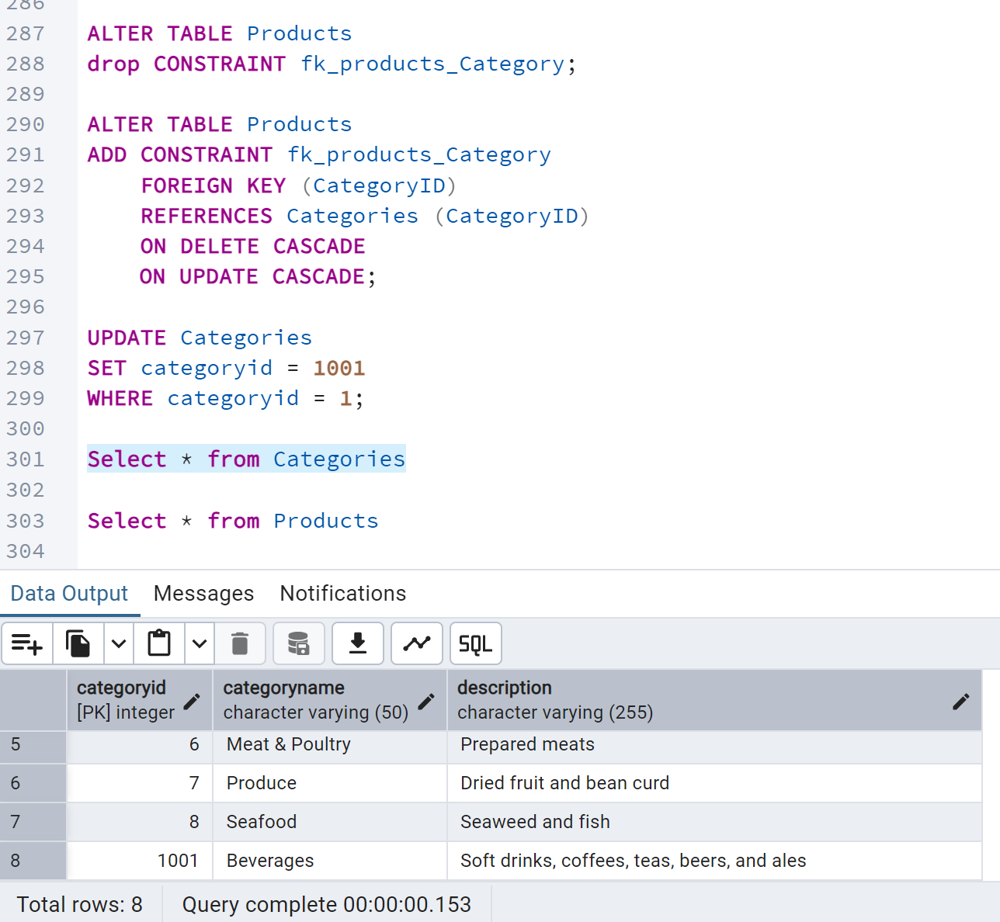 286
287 ALTER TABLE Products
288 drop CONSTRAINT fk_products_Category;
289
290 ALTER TABLE Products
291 ADD CONSTRAINT fk_products_Category
292 FOREIGN KEY (CategoryID)
293 REFERENCES Categories (CategoryID)
294 ON DELETE CASCADE
295 ON UPDATE CASCADE;
296
297 UPDATE Categories
298 SET categoryid = 1001
299 WHERE categoryid = 1;
300
301 Select * from Categories
302
303 Select * from Products
304
Data Output Messages Notifications
SQL
categoryid categoryname description
[PK] integer character varying (50) character varying (255)
5 6 Meat & Poultry Prepared meats
6 7 Produce Dried fruit and bean curd
7 8 Seafood Seaweed and fish
8 1001 Beverages Soft drinks, coffees, teas, beers, and ales
Total rows: 8 Query complete 00:00:00.153